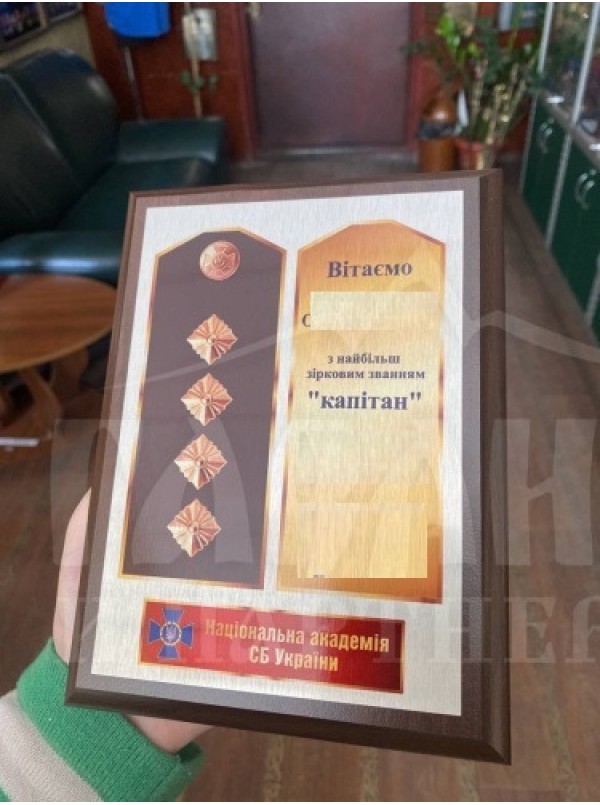 Вітаємо
з найбільш
зірковим званням
"капітан"
Національна академія
СБ України